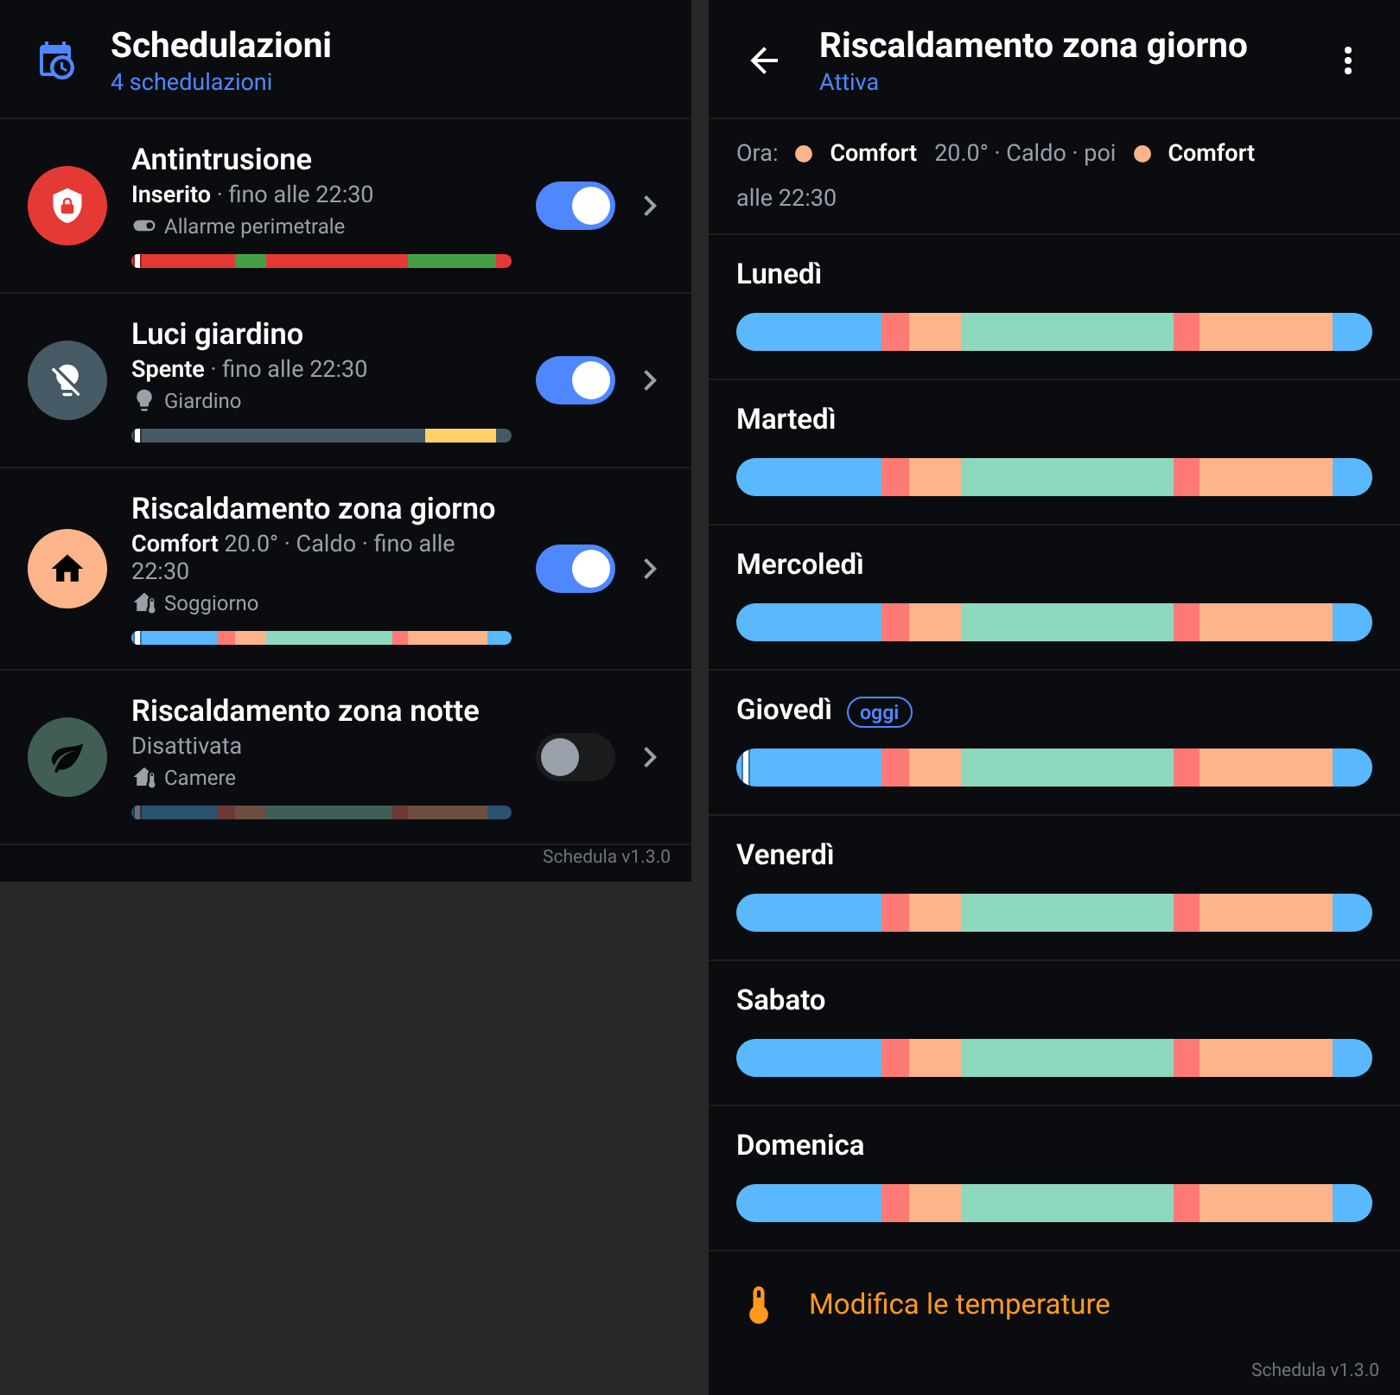 Schedulazioni
4 schedulazioni
Antintrusione
Inserito · fino alle 22:30
Allarme perimetrale
Luci giardino
Spente · fino alle 22:30
Giardino
Riscaldamento zona giorno
Comfort 20.0° · Caldo · fino alle
22:30
Soggiorno
Riscaldamento zona notte
Disattivata
Camere
Schedula v1.3.0
Riscaldamento zona giorno
Attiva
Ora: Comfort 20.0° · Caldo · poi Comfort
alle 22:30
Lunedì
Martedì
Mercoledì
Giovedì oggi
Venerdì
Sabato
Domenica
Modifica le temperature
Schedula v1.3.0